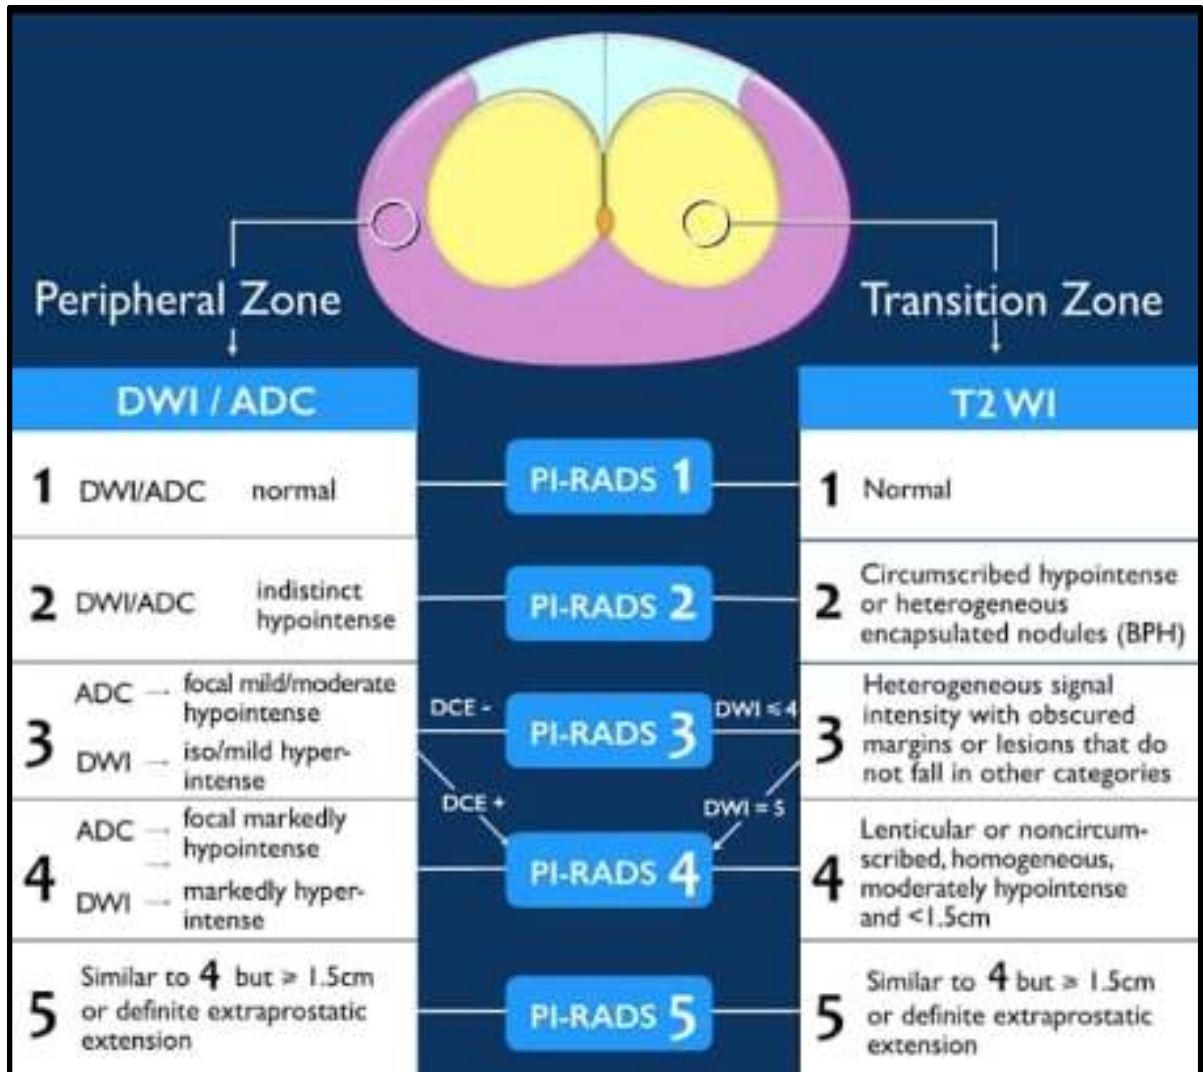 Peripheral Zone
Transition Zone
DWI / ADC
1 DWI/ADC normal
2 DWI/ADC indistinct
hypointense
3 ADC → focal mild/moderate
hypointense
DWI → iso/mild hyper-
intense
4 ADC → focal markedly
→ hypointense
DWI → markedly hyper-
intense
5 Similar to 4 but ≥ 1.5cm
or definite extraprostatic
extension
PI-RADS 1
PI-RADS 2
DCE -
PI-RADS 3
DWI ≤ 4
DCE +
DWI = 5
PI-RADS 4
PI-RADS 5
T2 WI
1 Normal
2 Circumscribed hypointense
or heterogeneous
encapsulated nodules (BPH)
3 Heterogeneous signal
intensity with obscured
margins or lesions that do
not fall in other categories
4 Lenticular or noncircum-
scribed, homogeneous,
moderately hypointense
and <1.5cm
5 Similar to 4 but ≥ 1.5cm
or definite extraprostatic
extension